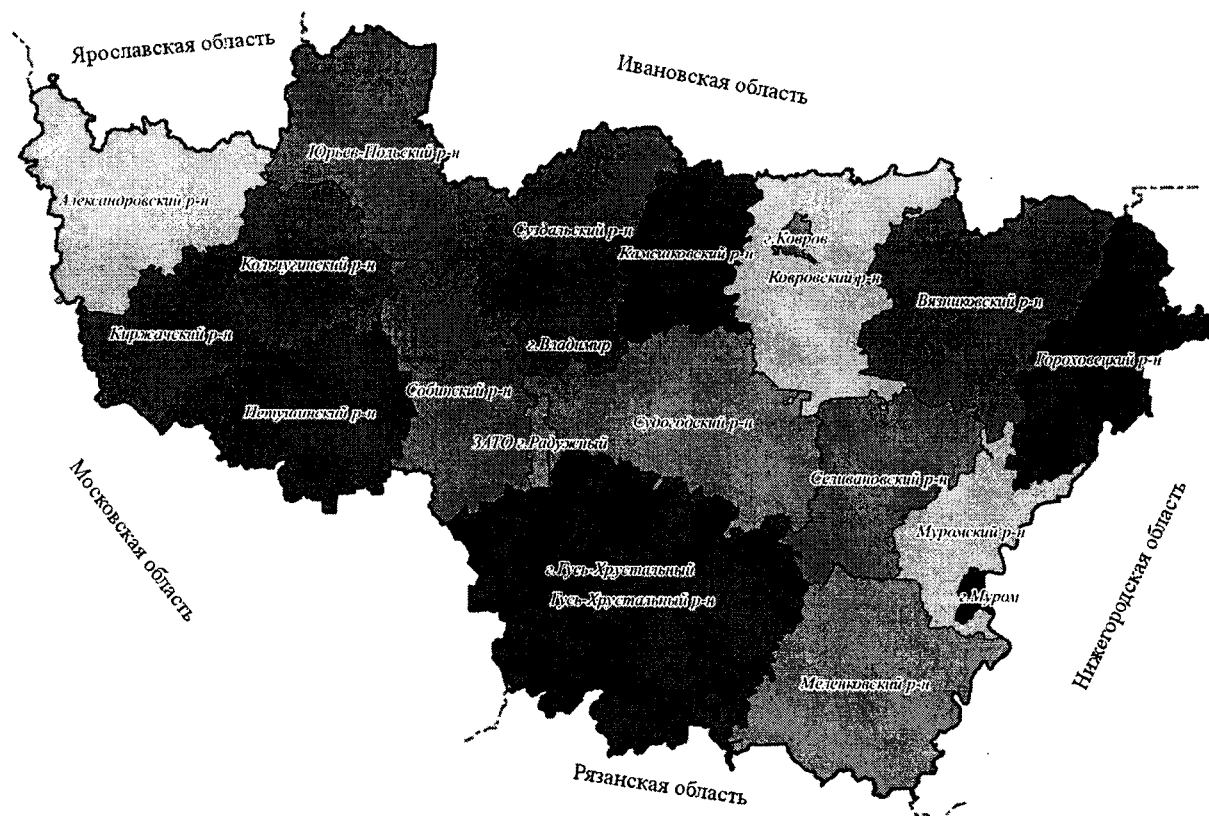 Ярославская область
Ивановская область
Юрьев-Польский р-н
Александровский р-н
Суздальский р-н
г.Ковров
Камешковский р-н
Кольчугинский р-н
Ковровский р-н
Вязниковский р-н
Киржачский р-н
г.Владимир
Гороховецкий р-н
Собинский р-н
Петушинский р-н
Судогодский р-н
ЗАТО г.Радужный
Селивановский р-н
Московская область
Муромский р-н
Нижегородская область
г.Гусь-Хрустальный
Гусь-Хрустальный р-н
г.Муром
Меленковский р-н
Рязанская область